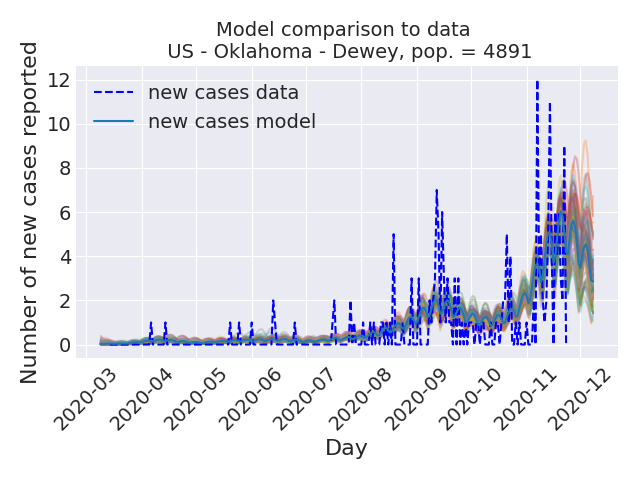 Model comparison to data
US - Oklahoma - Dewey, pop. = 4891
Number of new cases reported
12
10
8
6
4
2
0
new cases data
new cases model
2020-03
2020-04
2020-05
2020-06
2020-07
2020-08
2020-09
2020-10
2020-11
2020-12
Day